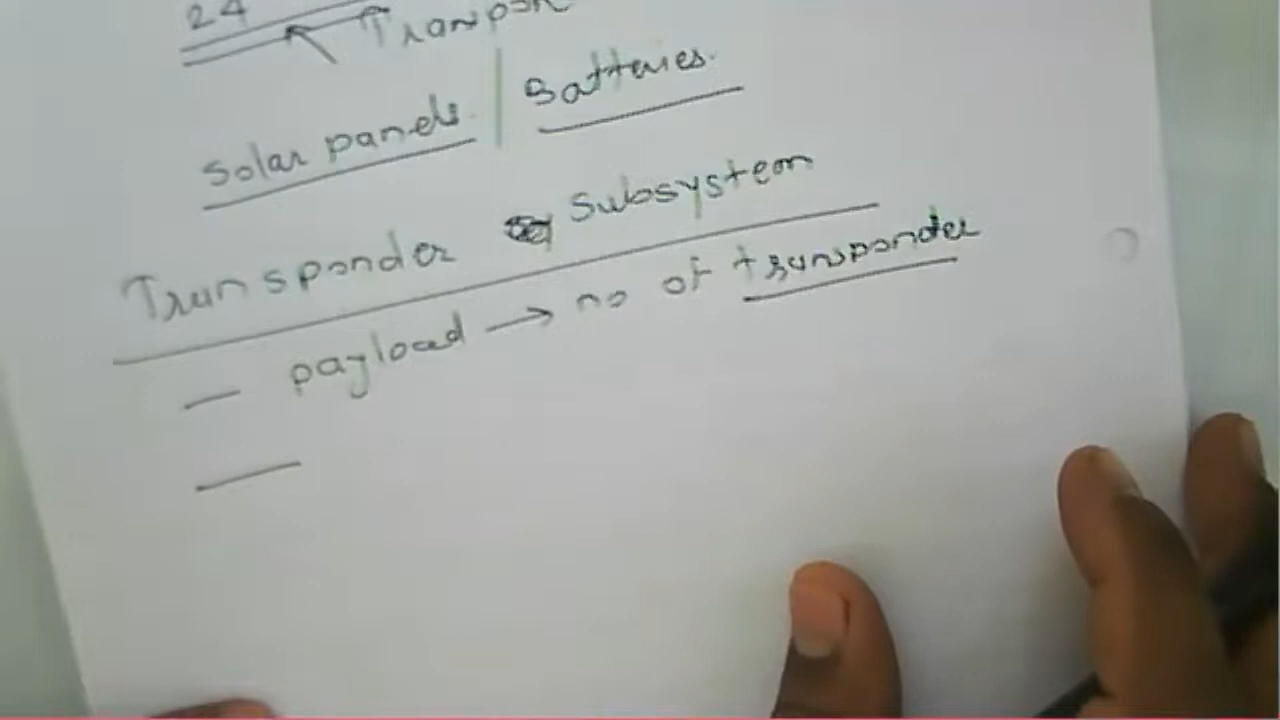 24
Solar panels / Batteries.
Transponder Subsystem
— payload → no of transponder
—